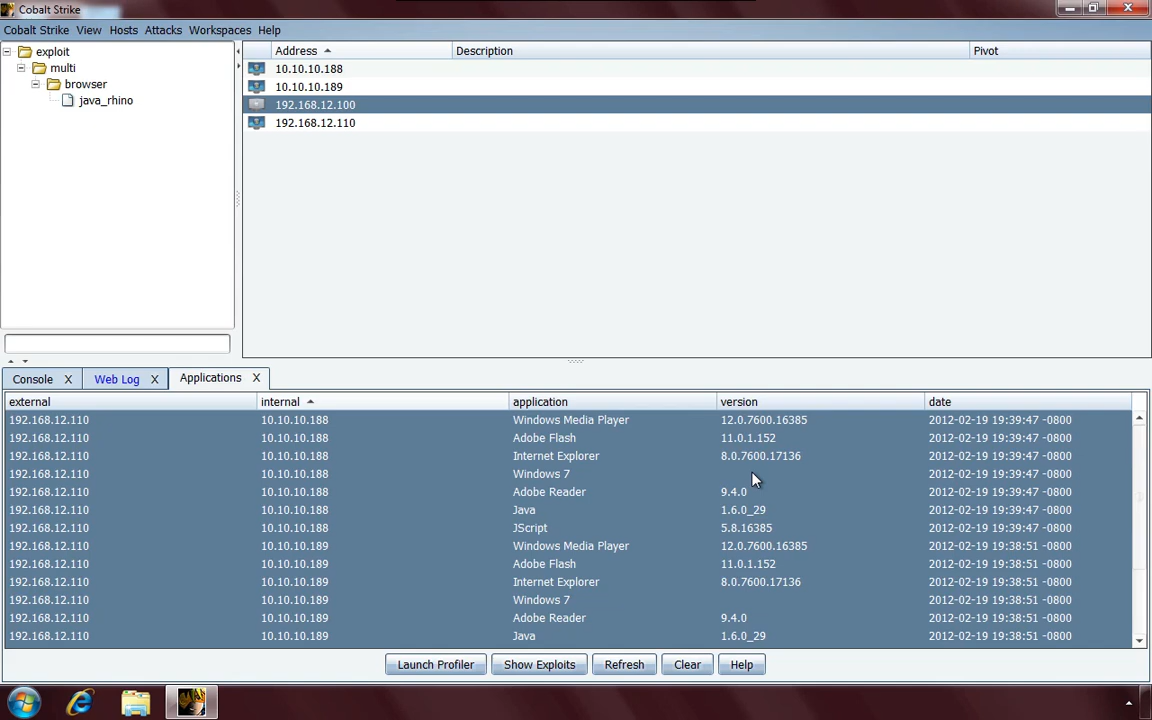 Cobalt Strike
Cobalt Strike View Hosts Attacks Workspaces Help
exploit
multi
browser
java_rhino
Address Description Pivot
10.10.10.188
10.10.10.189
192.168.12.100
192.168.12.110
Console X Web Log X Applications X
external internal application version date
192.168.12.110 10.10.10.188 Windows Media Player 12.0.7600.16385 2012-02-19 19:39:47 -0800
192.168.12.110 10.10.10.188 Adobe Flash 11.0.1.152 2012-02-19 19:39:47 -0800
192.168.12.110 10.10.10.188 Internet Explorer 8.0.7600.17136 2012-02-19 19:39:47 -0800
192.168.12.110 10.10.10.188 Windows 7 2012-02-19 19:39:47 -0800
192.168.12.110 10.10.10.188 Adobe Reader 9.4.0 2012-02-19 19:39:47 -0800
192.168.12.110 10.10.10.188 Java 1.6.0_29 2012-02-19 19:39:47 -0800
192.168.12.110 10.10.10.188 JScript 5.8.16385 2012-02-19 19:39:47 -0800
192.168.12.110 10.10.10.189 Windows Media Player 12.0.7600.16385 2012-02-19 19:38:51 -0800
192.168.12.110 10.10.10.189 Adobe Flash 11.0.1.152 2012-02-19 19:38:51 -0800
192.168.12.110 10.10.10.189 Internet Explorer 8.0.7600.17136 2012-02-19 19:38:51 -0800
192.168.12.110 10.10.10.189 Windows 7 2012-02-19 19:38:51 -0800
192.168.12.110 10.10.10.189 Adobe Reader 9.4.0 2012-02-19 19:38:51 -0800
192.168.12.110 10.10.10.189 Java 1.6.0_29 2012-02-19 19:38:51 -0800
Launch Profiler Show Exploits Refresh Clear Help